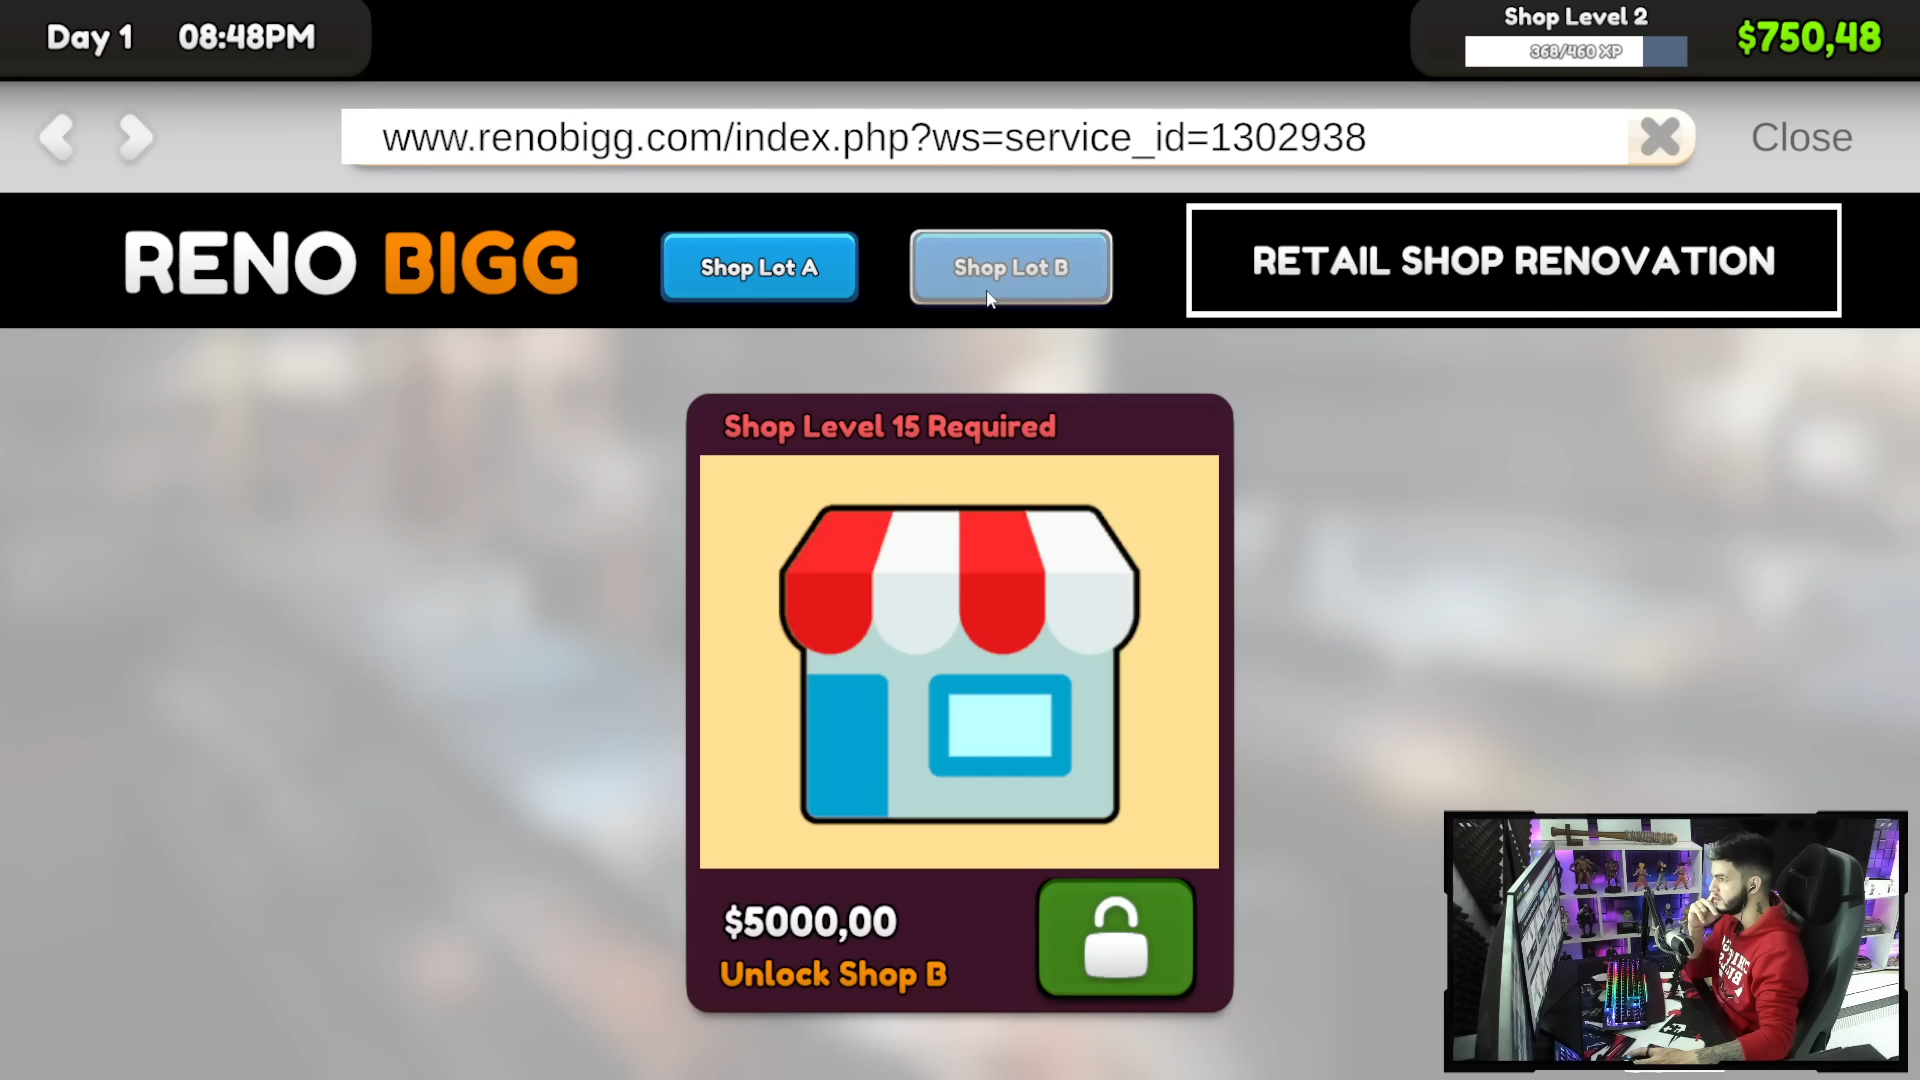 Day 1 08:48PM
Shop Level 2
368/460 XP
$750,48
www.renobigg.com/index.php?ws=service_id=1302938
Close
RENO BIGG
Shop Lot A
Shop Lot B
RETAIL SHOP RENOVATION
Shop Level 15 Required
$5000,00
Unlock Shop B